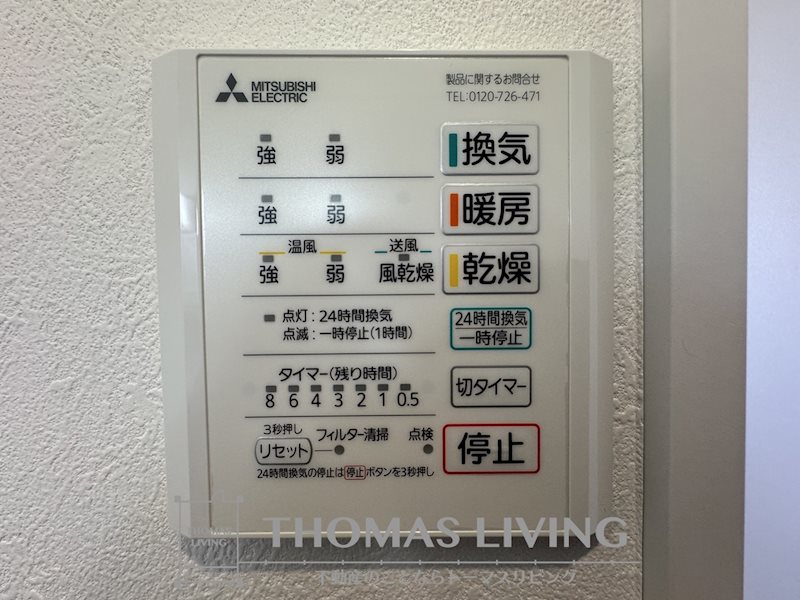 MITSUBISHI
ELECTRIC
製品に関するお問合せ
TEL:0120-726-471
強 弱 換気
強 弱 暖房
温風 送風
強 弱 風乾燥 乾燥
点灯:24時間換気
点滅:一時停止(1時間)
24時間換気
一時停止
タイマー(残り時間)
8 6 4 3 2 1 0.5
切タイマー
3秒押し
リセット フィルター清掃 点検
停止
24時間換気の停止は停止ボタンを3秒押し
THOMAS LIVING
THOMAS
LIVING
不動産のことならトーマスリビング